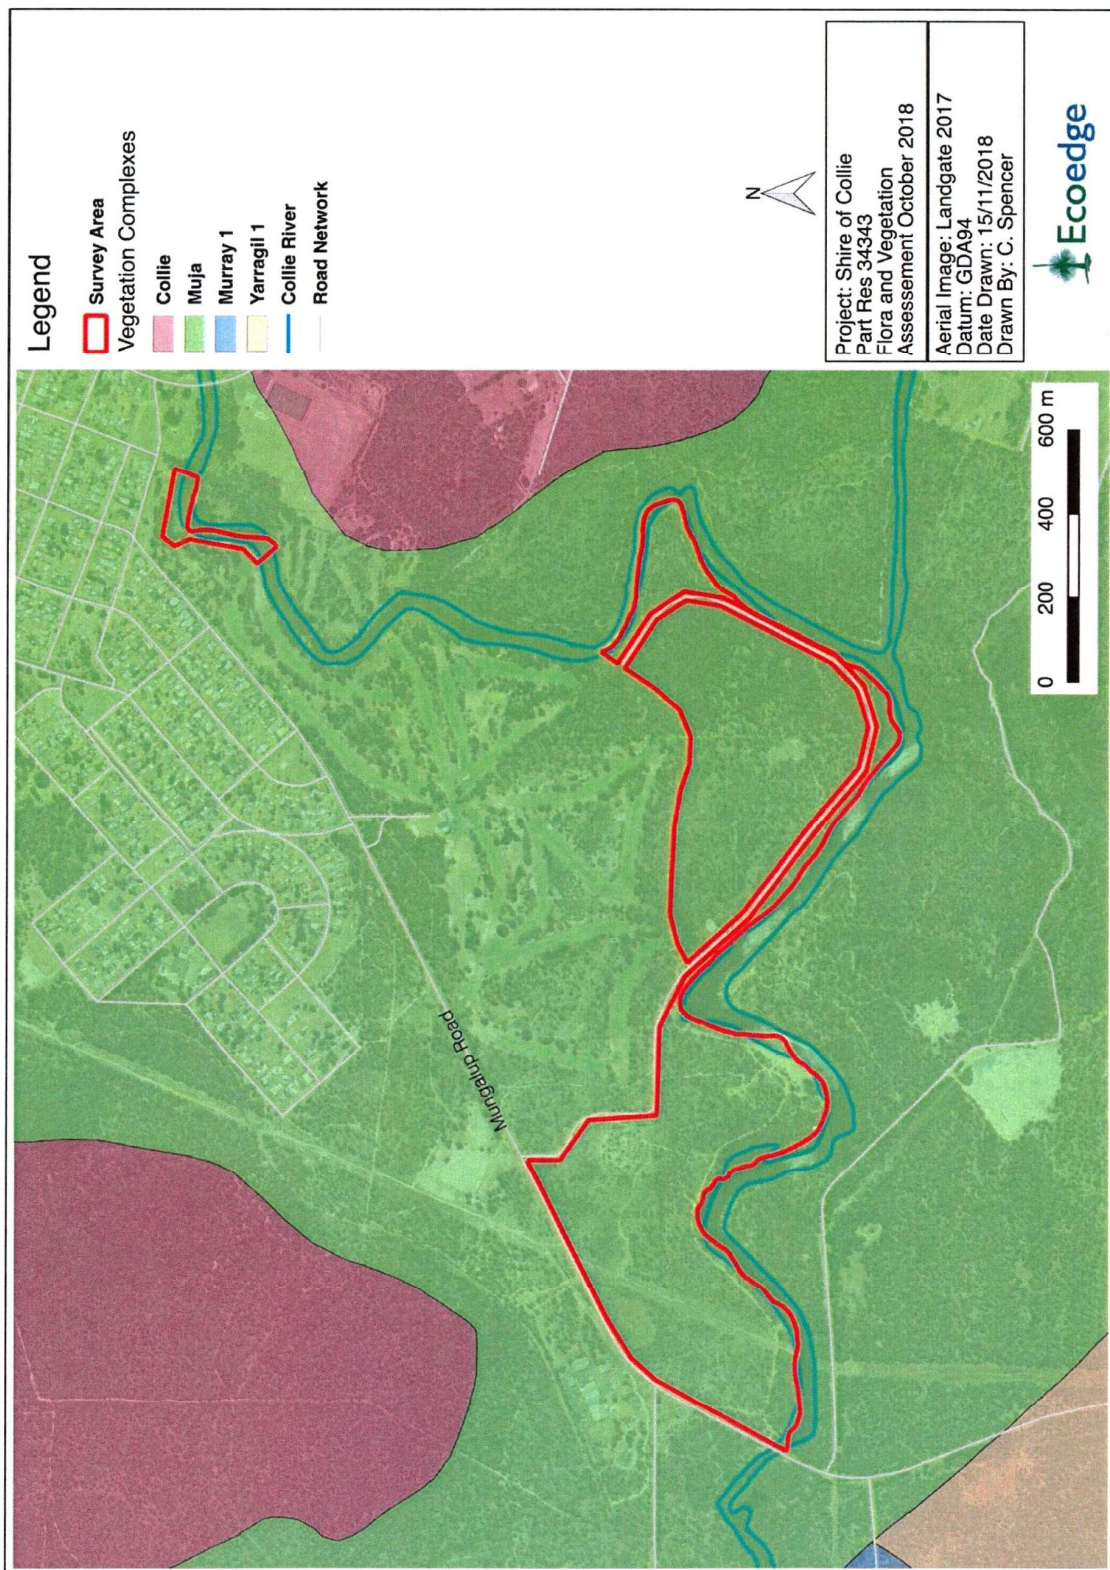 Legend
Survey Area
Vegetation Complexes
Collie
Muja
Murray 1
Yarragil 1
Collie River
Road Network
N
Project: Shire of Collie
Part Res 34343
Flora and Vegetation
Assessement October 2018
Aerial Image: Landgate 2017
Datum: GDA94
Date Drawn: 15/11/2018
Drawn By: C. Spencer
Ecoedge
Mungalup Road
0 200 400 600 m